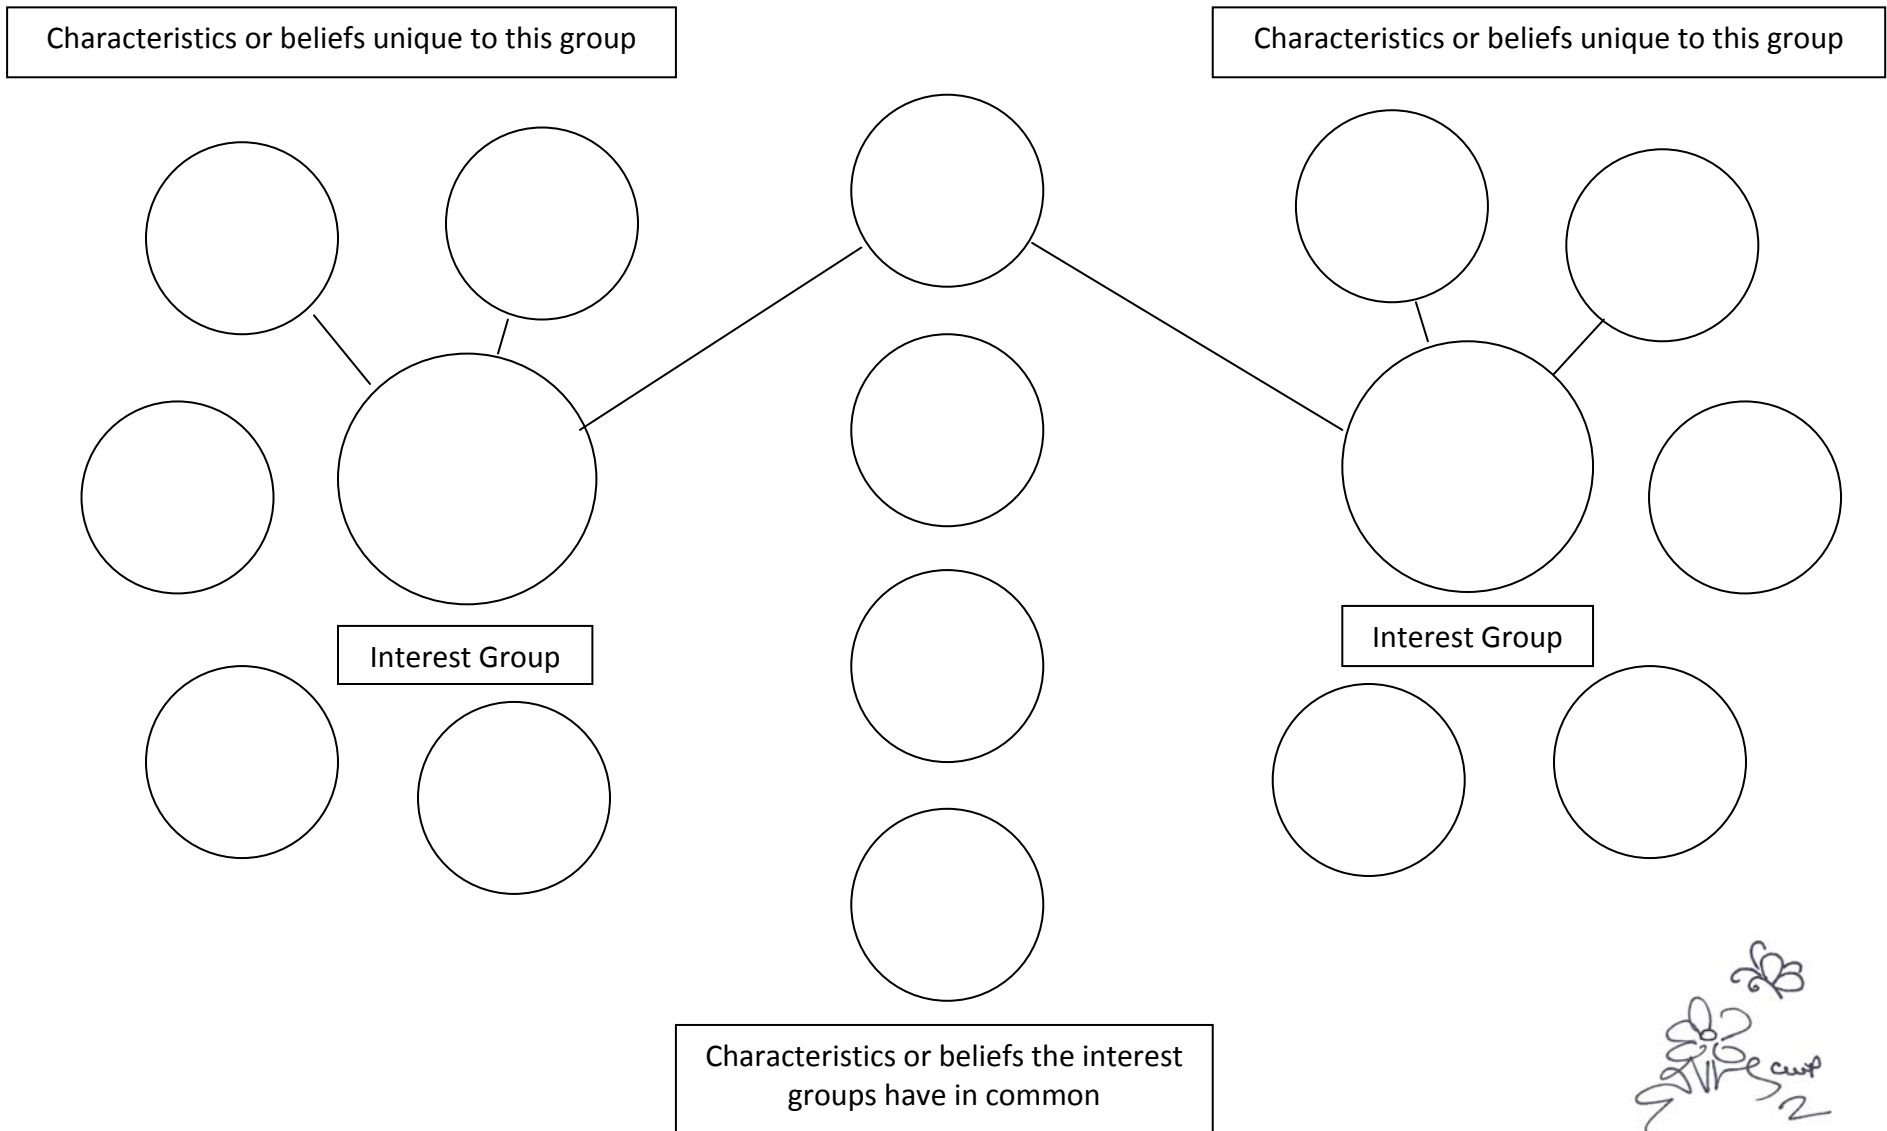 Characteristics or beliefs unique to this group
Characteristics or beliefs unique to this group
Interest Group
Interest Group
Characteristics or beliefs the interest
groups have in common